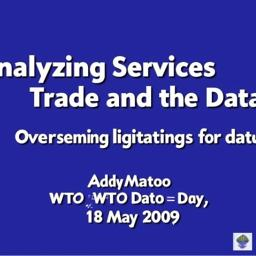 nalyzing Services
Trade and the Data
Overseming ligitatings for datu
AddyMatoo
WTO WTO Dato = Day,
18 May 2009